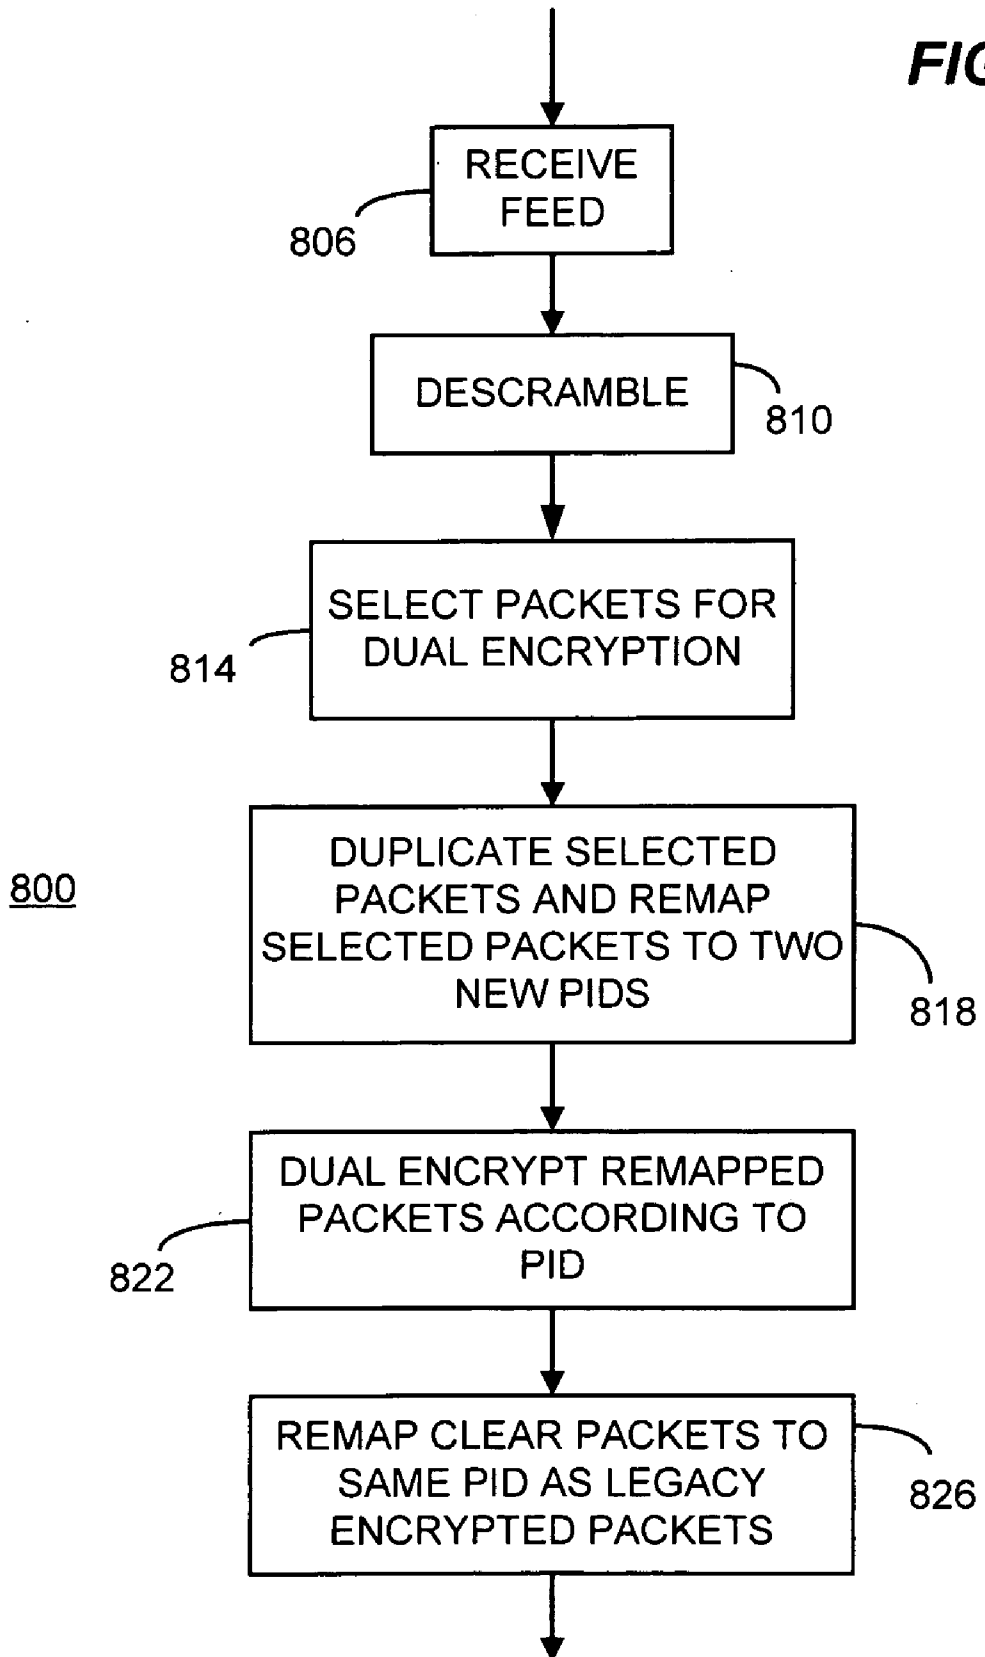 FIG
RECEIVE
FEED
806
DESCRAMBLE
810
SELECT PACKETS FOR
DUAL ENCRYPTION
814
DUPLICATE SELECTED
PACKETS AND REMAP
SELECTED PACKETS TO TWO
NEW PIDS
800
818
DUAL ENCRYPT REMAPPED
PACKETS ACCORDING TO
PID
822
REMAP CLEAR PACKETS TO
SAME PID AS LEGACY
ENCRYPTED PACKETS
826